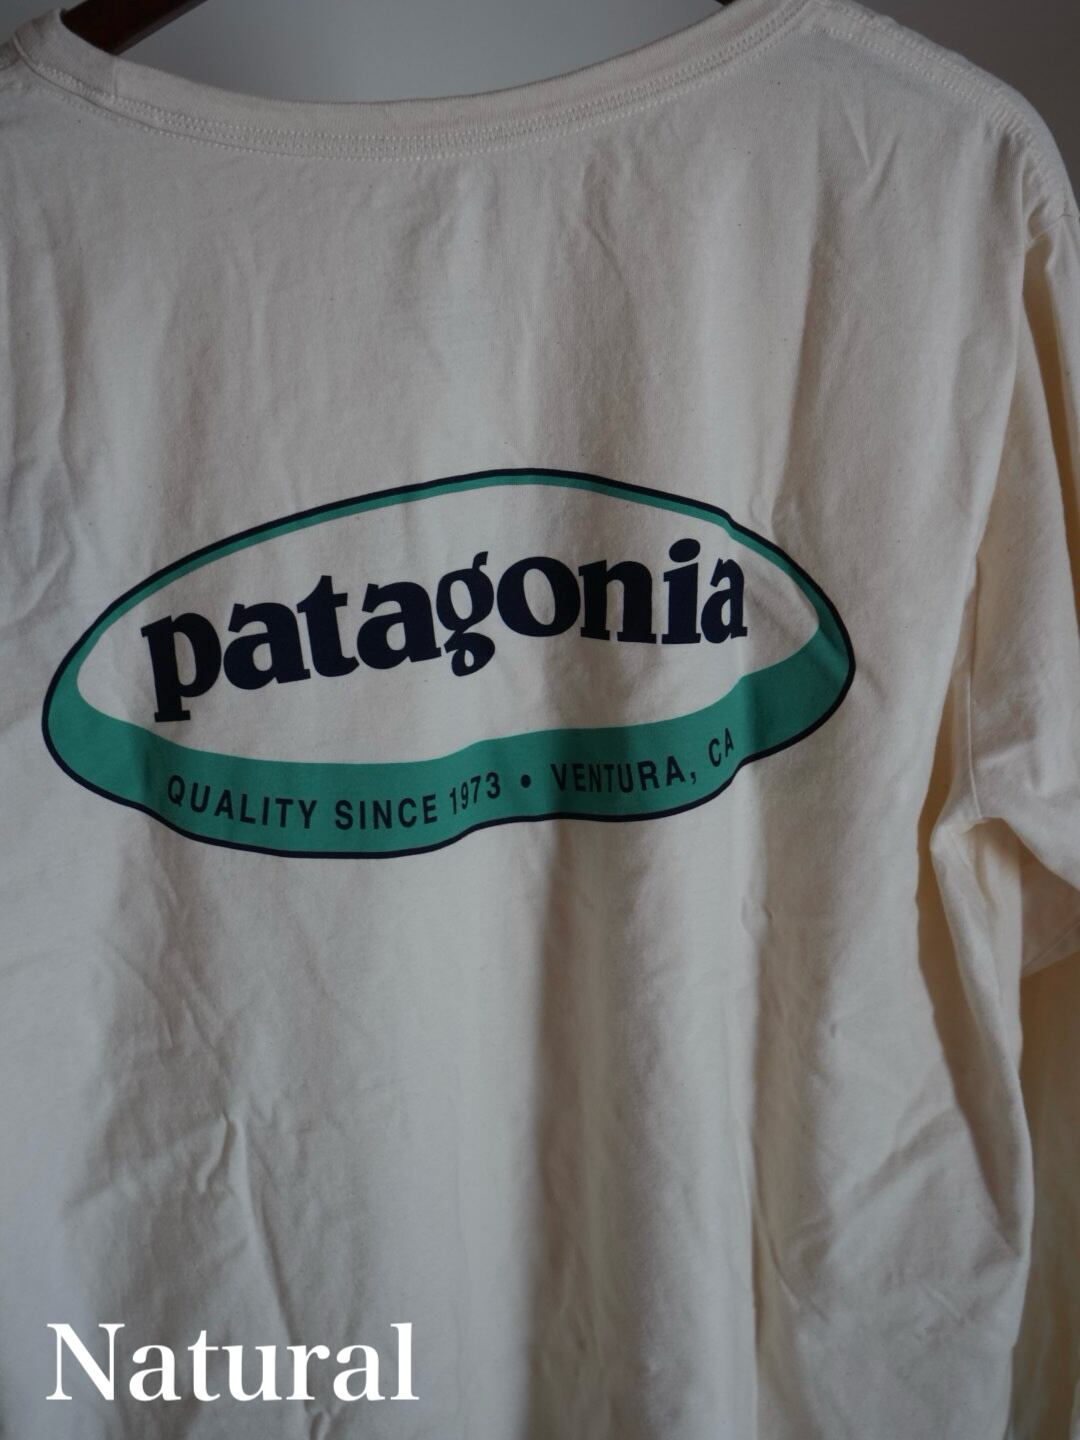 patagonia
QUALITY SINCE 1973 • VENTURA, CA
Natural